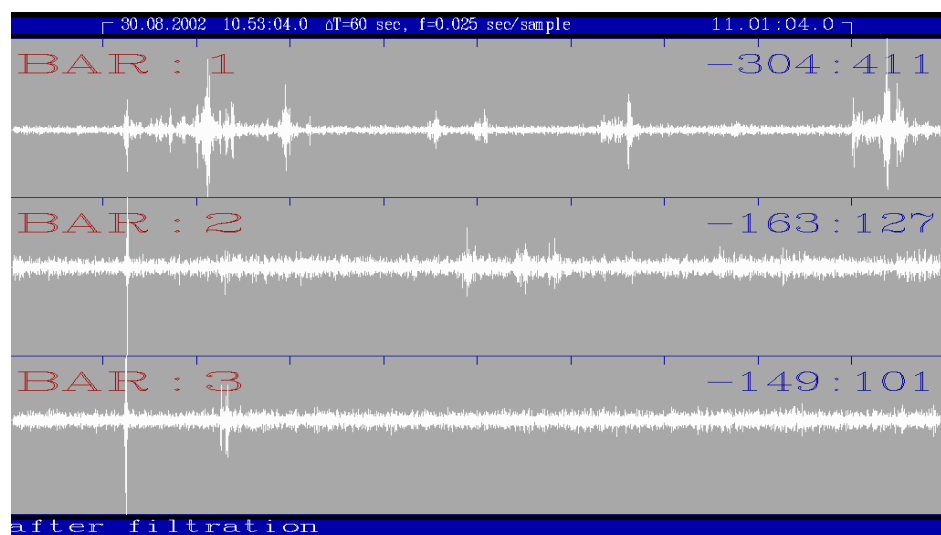 30.08.2002 10.53:04.0 ΔT=60 sec, f=0.025 sec/sample 11.01:04.0
BAR : 1 -304:411
BAR : 2 -163:127
BAR : 3 -149:101
after filtration